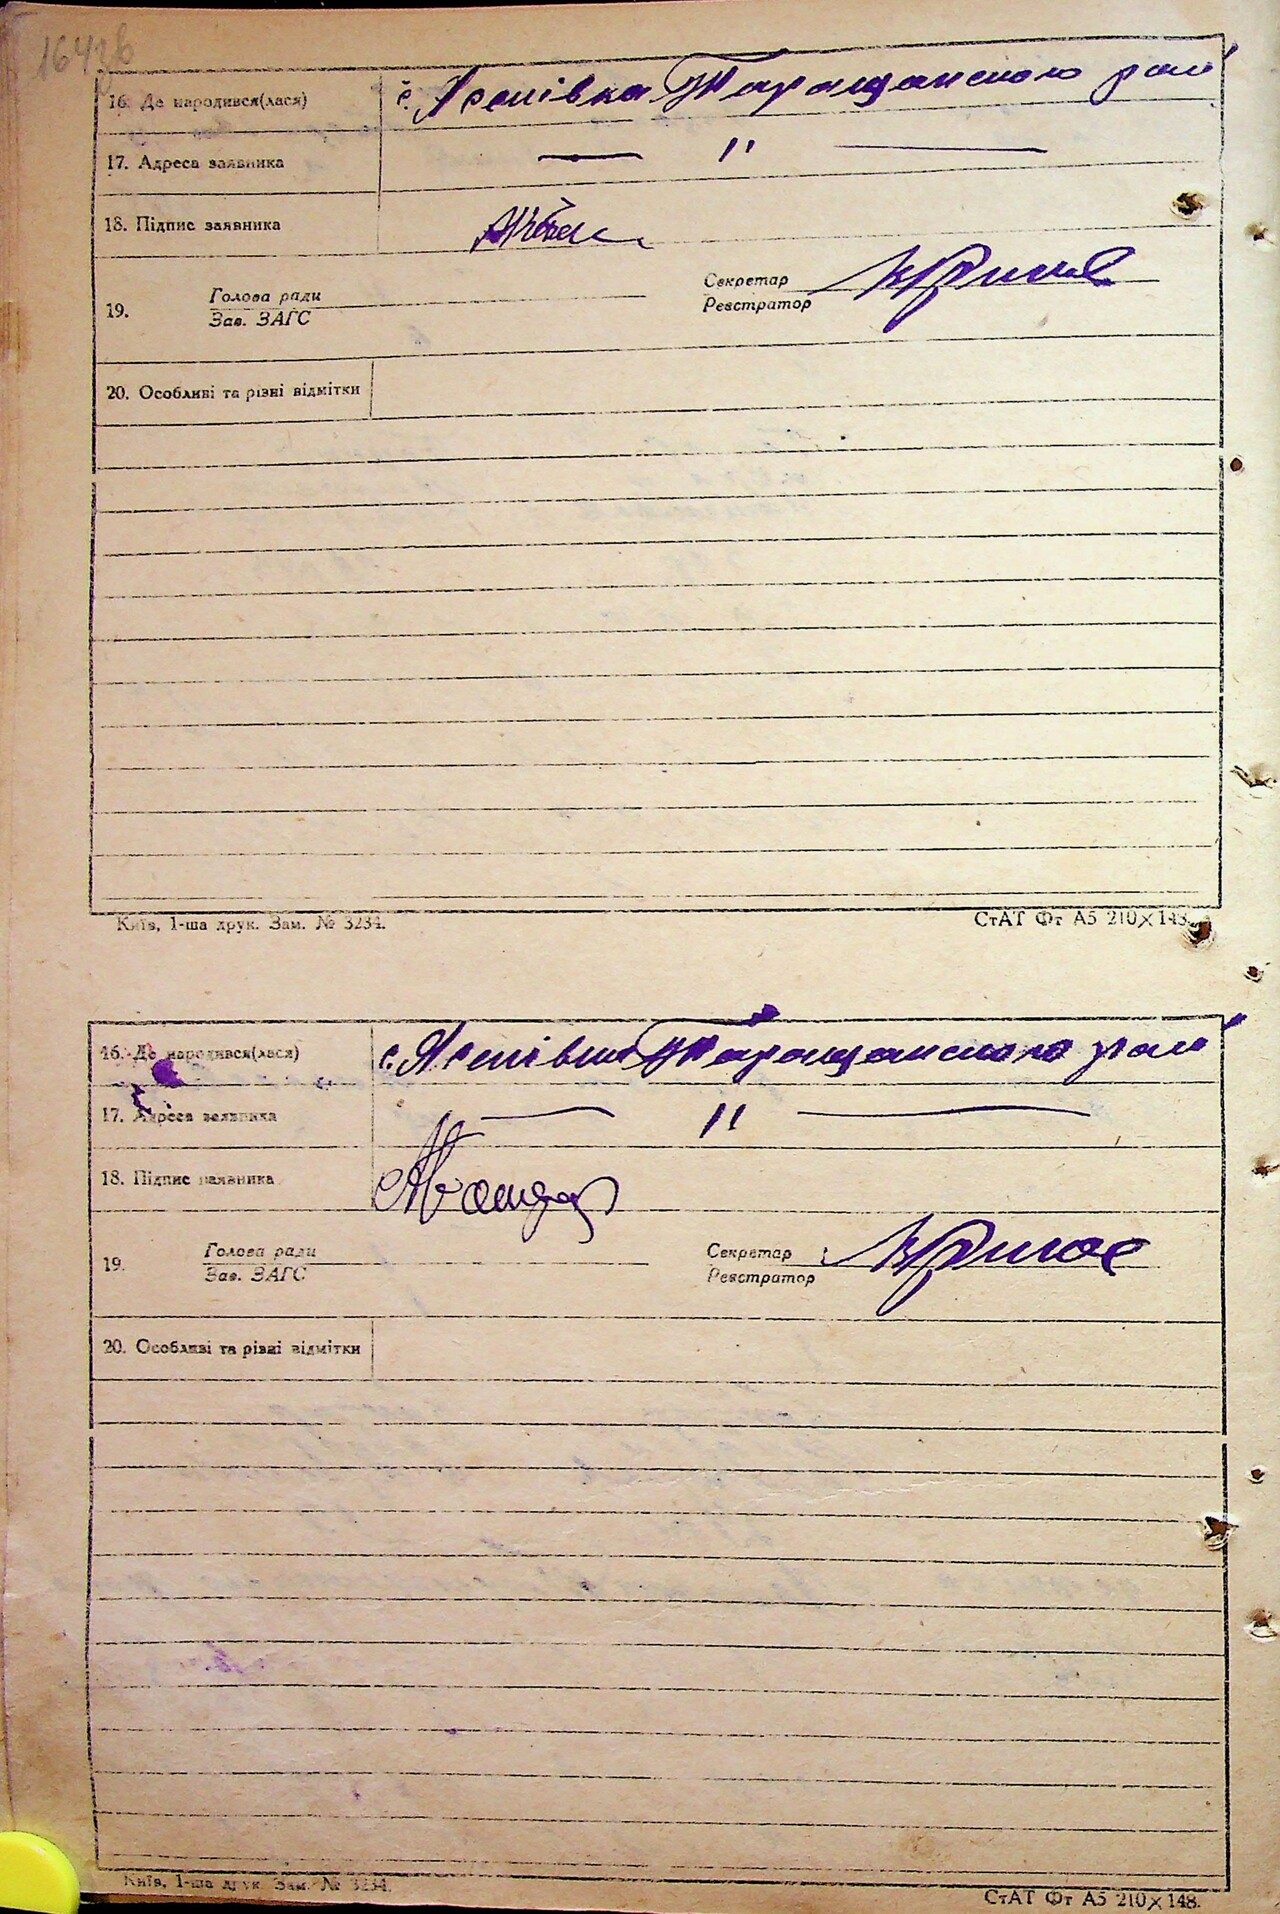 164зв
16. Де народився(лася) с. Ясенівка Таращанського рай
17. Адреса заявника — " —
18. Підпис заявника
19. Голова ради Секретар
Зав. ЗАГС Реєстратор
20. Особливі та різні відмітки
Київ, 1-ша друк. Зам. № 3234. СтАТ Фт А5 210×148.
16. Де народився(лася) с. Ясенівка Таращанського рай
17. Адреса заявника — " —
18. Підпис заявника
19. Голова ради Секретар
Зав. ЗАГС Реєстратор
20. Особливі та різні відмітки
Київ, 1-ша друк. Зам. № 3234. СтАТ Фт А5 210×148.